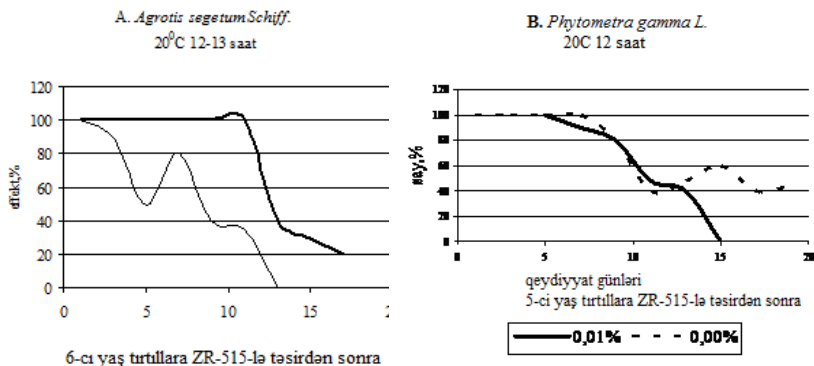 A. Agrotis segetumSchiff.
20⁰C 12-13 saat
effekt,%
120
100
80
60
40
20
0
0 5 10 15 2
6-cı yaş tırtıllara ZR-515-lə təsirdən sonra
B. Phytometra gamma L.
20C 12 saat
say,%
120
100
80
60
40
20
0
0 5 10 15 20
qeydiyyat günləri
5-ci yaş tırtıllara ZR-515-lə təsirdən sonra
0,01% 0,00%